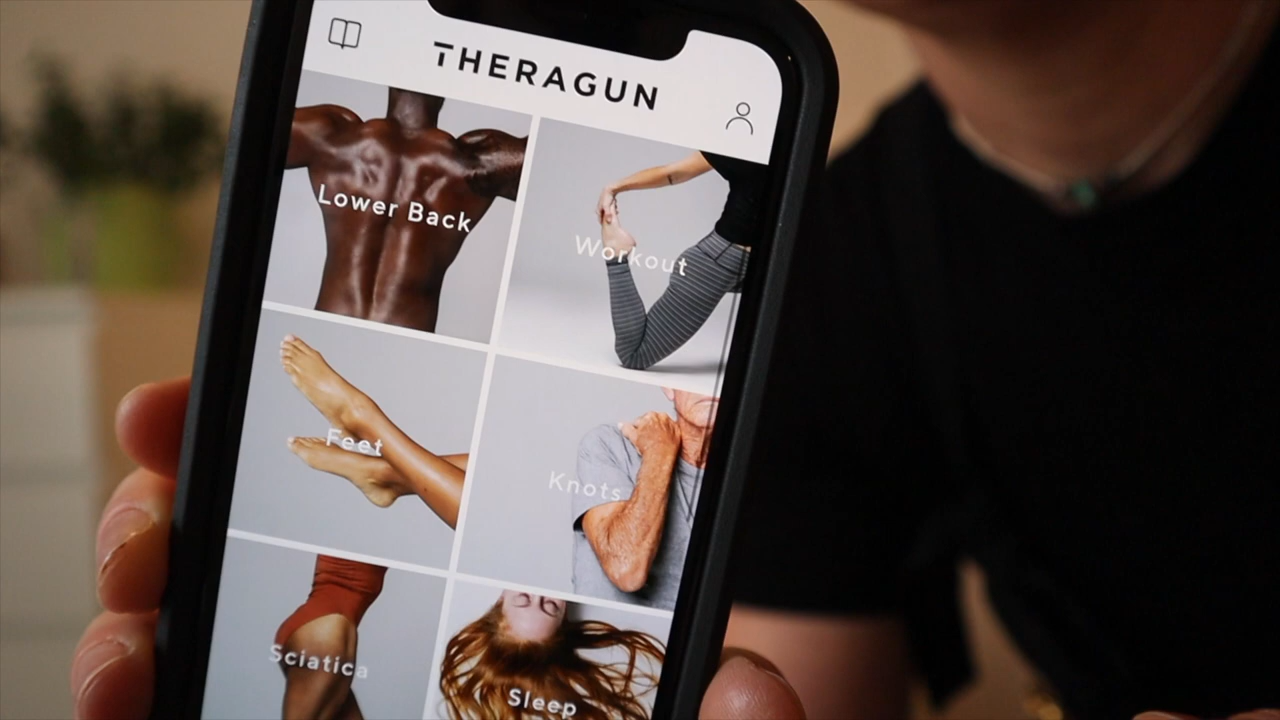 THERAGUN
Lower Back
Workout
Feet
Knots
Sciatica
Sleep